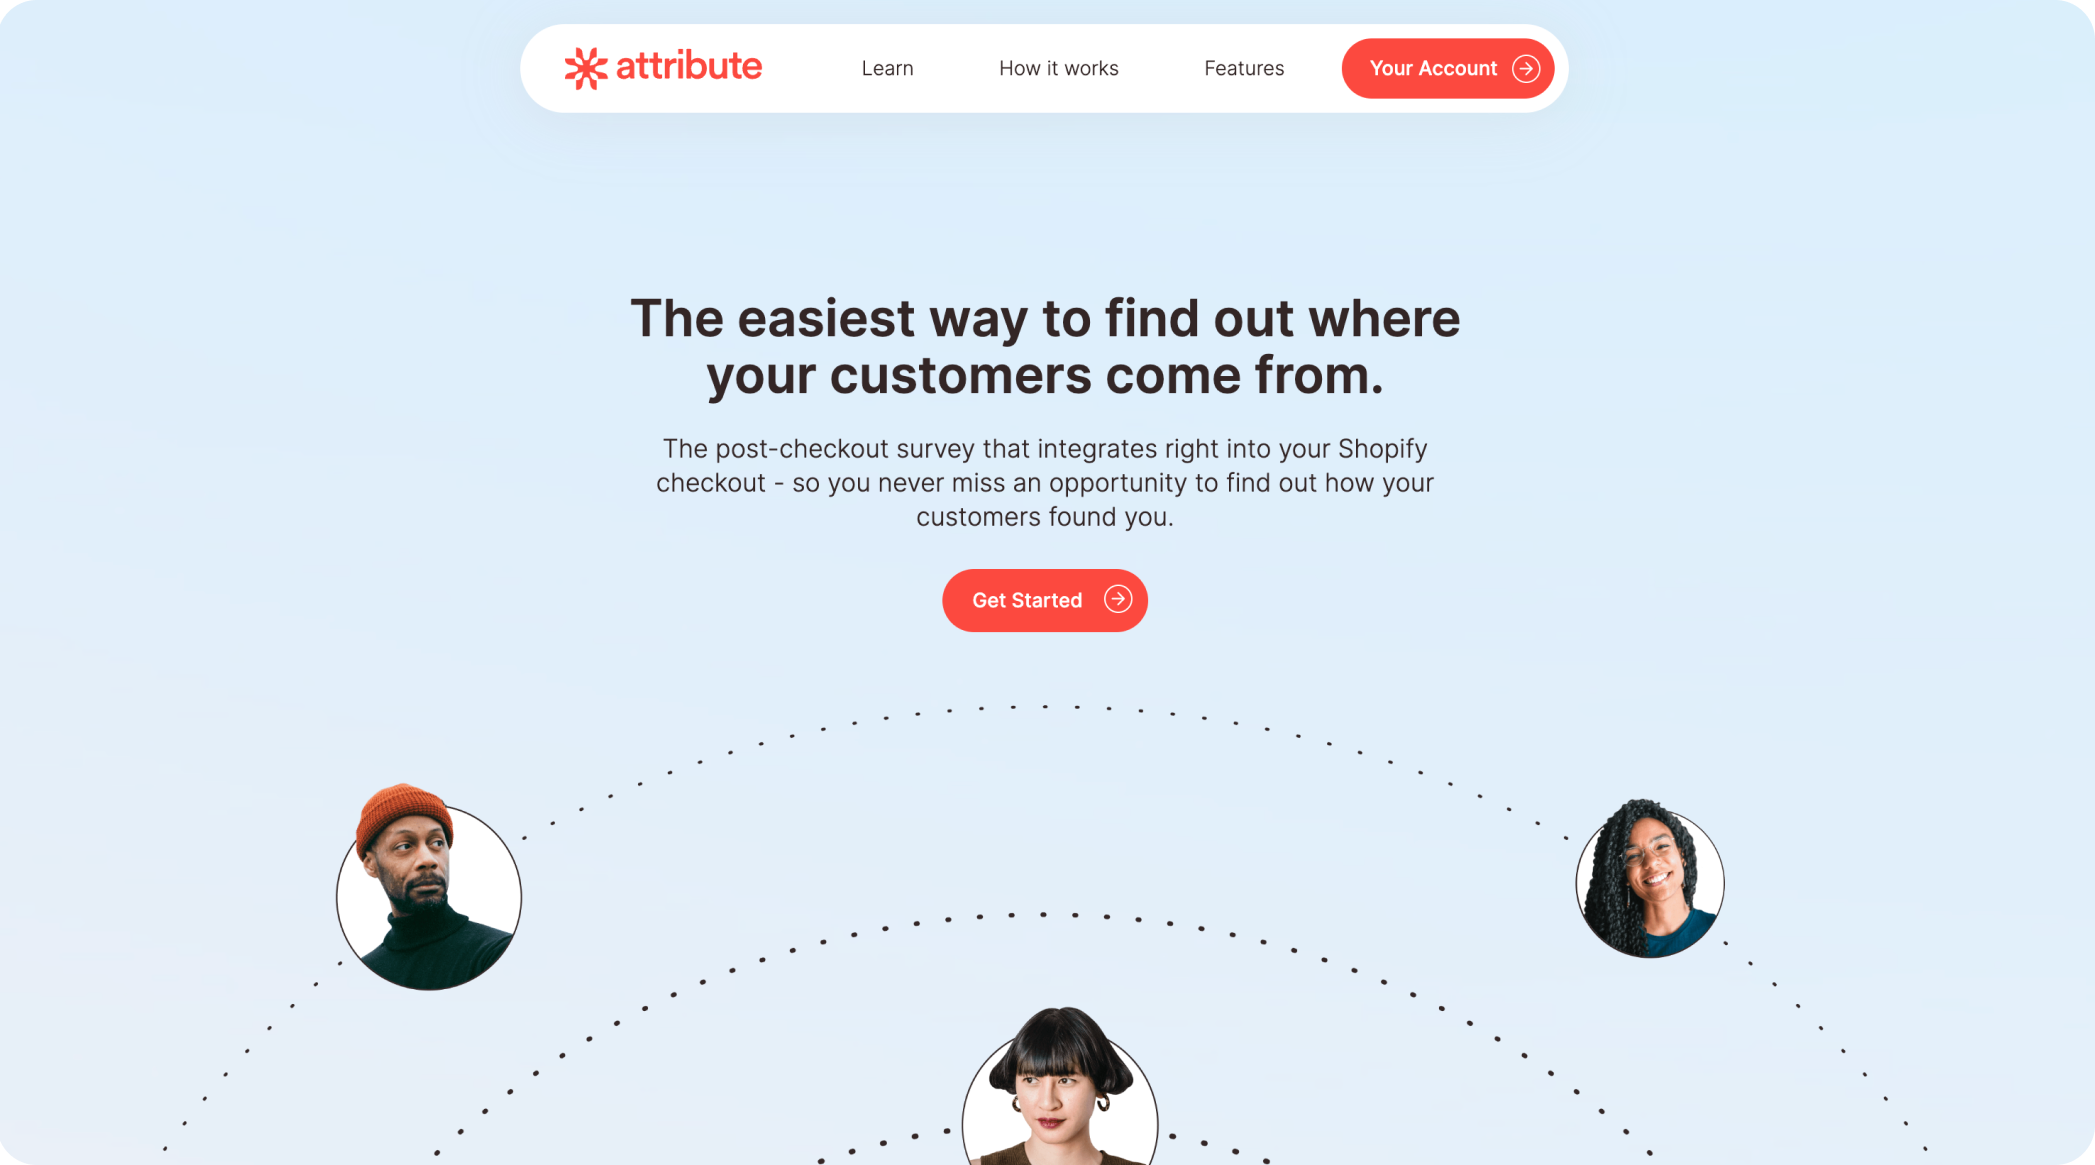 attribute
Learn
How it works
Features
Your Account
The easiest way to find out where
your customers come from.
The post-checkout survey that integrates right into your Shopify
checkout - so you never miss an opportunity to find out how your
customers found you.
Get Started